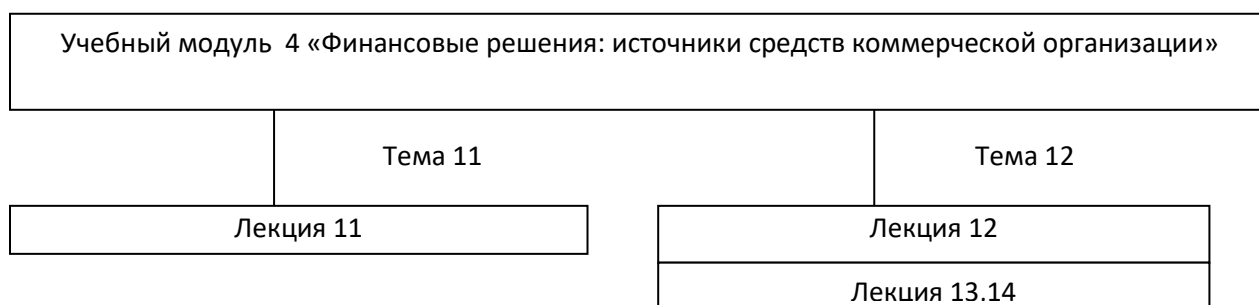 Учебный модуль 4 «Финансовые решения: источники средств коммерческой организации»
Тема 11
Тема 12
Лекция 11
Лекция 12
Лекция 13,14